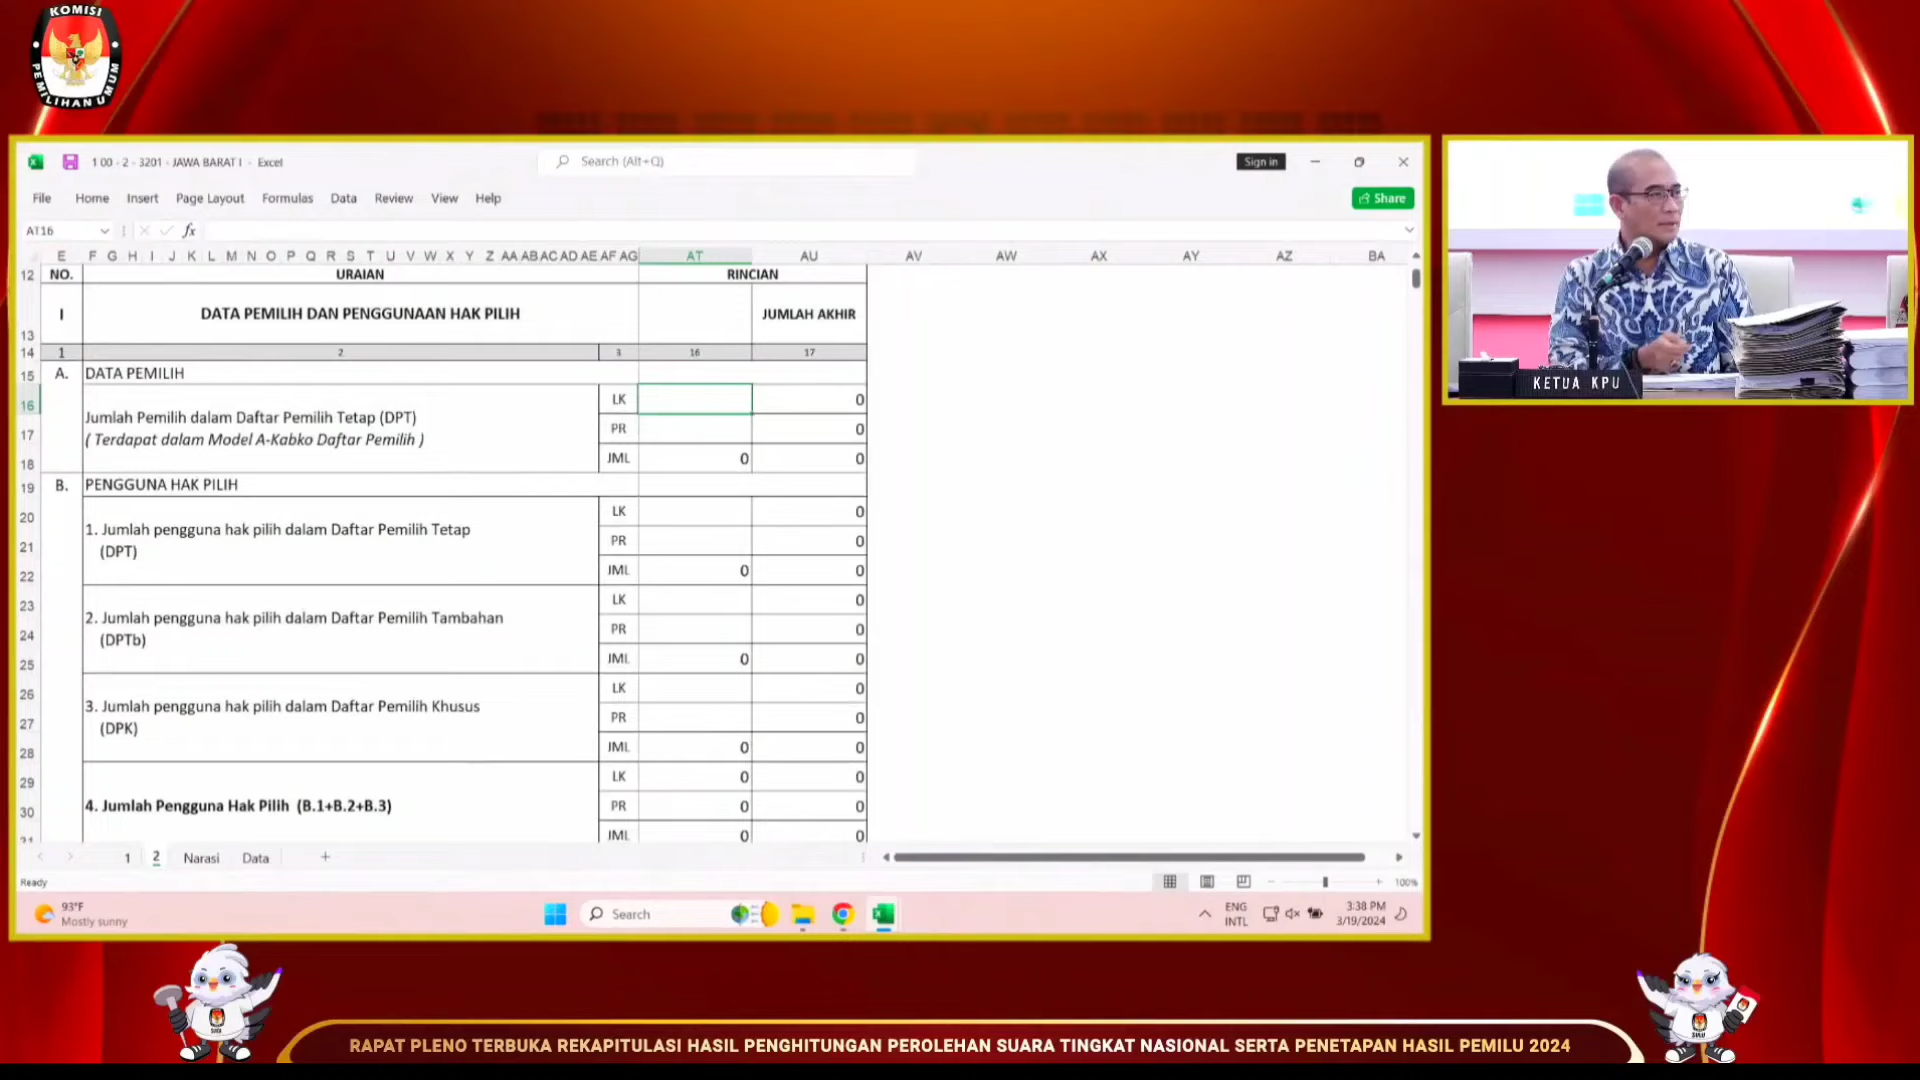 KOMISI
PEMILIHAN UMUM
1 00 - 2 - 3201 - JAWA BARAT I - Excel
Search (Alt+Q)
Sign in
File Home Insert Page Layout Formulas Data Review View Help
Share
AT16
fx
E F G H I J K L M N O P Q R S T U V W X Y Z AA AB AC AD AE AF AG AT AU AV AW AX AY AZ BA
12 NO. URAIAN RINCIAN
13 I DATA PEMILIH DAN PENGGUNAAN HAK PILIH JUMLAH AKHIR
14 1 2 3 16 17
15 A. DATA PEMILIH
16 LK 0
Jumlah Pemilih dalam Daftar Pemilih Tetap (DPT)
17 PR 0
( Terdapat dalam Model A-Kabko Daftar Pemilih )
18 JML 0 0
19 B. PENGGUNA HAK PILIH
20 LK 0
1. Jumlah pengguna hak pilih dalam Daftar Pemilih Tetap
21 PR 0
(DPT)
22 JML 0 0
23 LK 0
2. Jumlah pengguna hak pilih dalam Daftar Pemilih Tambahan
24 PR 0
(DPTb)
25 JML 0 0
26 LK 0
3. Jumlah pengguna hak pilih dalam Daftar Pemilih Khusus
27 PR 0
(DPK)
28 JML 0 0
29 LK 0 0
30 4. Jumlah Pengguna Hak Pilih (B.1+B.2+B.3) PR 0 0
JML 0 0
1 2 Narasi Data +
Ready
100%
93°F
Mostly sunny
Search
ENG
INTL
3:38 PM
3/19/2024
KETUA KPU
RAPAT PLENO TERBUKA REKAPITULASI HASIL PENGHITUNGAN PEROLEHAN SUARA TINGKAT NASIONAL SERTA PENETAPAN HASIL PEMILU 2024